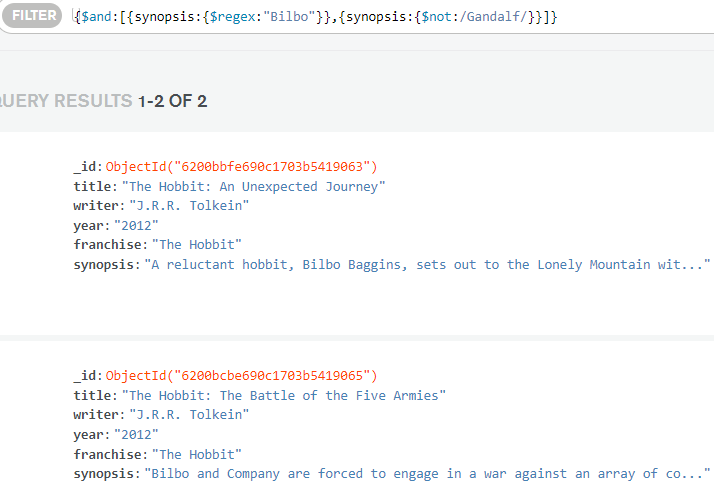 FILTER {$and:[{synopsis:{$regex:"Bilbo"}},{synopsis:{$not:/Gandalf/}}]}
QUERY RESULTS 1-2 OF 2
_id:ObjectId("6200bbfe690c1703b5419063")
title:"The Hobbit: An Unexpected Journey"
writer:"J.R.R. Tolkein"
year:"2012"
franchise:"The Hobbit"
synopsis:"A reluctant hobbit, Bilbo Baggins, sets out to the Lonely Mountain wit..."
_id:ObjectId("6200bcbe690c1703b5419065")
title:"The Hobbit: The Battle of the Five Armies"
writer:"J.R.R. Tolkein"
year:"2012"
franchise:"The Hobbit"
synopsis:"Bilbo and Company are forced to engage in a war against an array of co..."